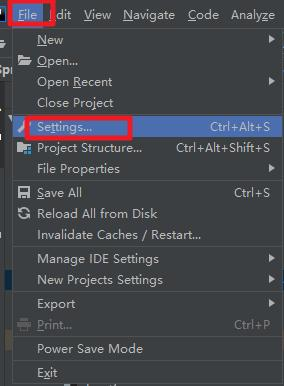 File Edit View Navigate Code Analyze
New
Open...
Spr
Open Recent
Close Project
Settings... Ctrl+Alt+S
Project Structure... Ctrl+Alt+Shift+S
File Properties
Save All Ctrl+S
Reload All from Disk
Invalidate Caches / Restart...
Manage IDE Settings
New Projects Settings
Export
Print... Ctrl+P
Power Save Mode
Exit